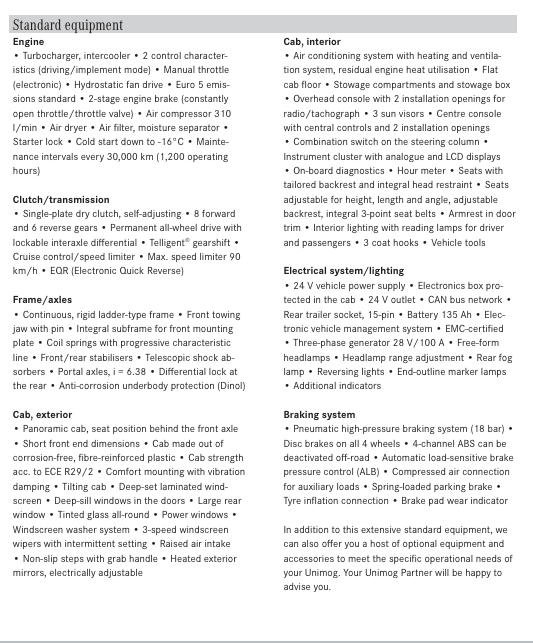 Standard equipment
Engine
• Turbocharger, intercooler • 2 control character-
istics (driving/implement mode) • Manual throttle
(electronic) • Hydrostatic fan drive • Euro 5 emis-
sions standard • 2-stage engine brake (constantly
open throttle/throttle valve) • Air compressor 310
l/min • Air dryer • Air filter, moisture separator •
Starter lock • Cold start down to -16°C • Mainte-
nance intervals every 30,000 km (1,200 operating
hours)
Clutch/transmission
• Single-plate dry clutch, self-adjusting • 8 forward
and 6 reverse gears • Permanent all-wheel drive with
lockable interaxle differential • Telligent® gearshift •
Cruise control/speed limiter • Max. speed limiter 90
km/h • EQR (Electronic Quick Reverse)
Frame/axles
• Continuous, rigid ladder-type frame • Front towing
jaw with pin • Integral subframe for front mounting
plate • Coil springs with progressive characteristic
line • Front/rear stabilisers • Telescopic shock ab-
sorbers • Portal axles, i = 6.38 • Differential lock at
the rear • Anti-corrosion underbody protection (Dinol)
Cab, exterior
• Panoramic cab, seat position behind the front axle
• Short front end dimensions • Cab made out of
corrosion-free, fibre-reinforced plastic • Cab strength
acc. to ECE R29/2 • Comfort mounting with vibration
damping • Tilting cab • Deep-set laminated wind-
screen • Deep-sill windows in the doors • Large rear
window • Tinted glass all-round • Power windows •
Windscreen washer system • 3-speed windscreen
wipers with intermittent setting • Raised air intake
• Non-slip steps with grab handle • Heated exterior
mirrors, electrically adjustable
Cab, interior
• Air conditioning system with heating and ventila-
tion system, residual engine heat utilisation • Flat
cab floor • Stowage compartments and stowage box
• Overhead console with 2 installation openings for
radio/tachograph • 3 sun visors • Centre console
with central controls and 2 installation openings
• Combination switch on the steering column •
Instrument cluster with analogue and LCD displays
• On-board diagnostics • Hour meter • Seats with
tailored backrest and integral head restraint • Seats
adjustable for height, length and angle, adjustable
backrest, integral 3-point seat belts • Armrest in door
trim • Interior lighting with reading lamps for driver
and passengers • 3 coat hooks • Vehicle tools
Electrical system/lighting
• 24 V vehicle power supply • Electronics box pro-
tected in the cab • 24 V outlet • CAN bus network •
Rear trailer socket, 15-pin • Battery 135 Ah • Elec-
tronic vehicle management system • EMC-certified
• Three-phase generator 28 V/100 A • Free-form
headlamps • Headlamp range adjustment • Rear fog
lamp • Reversing lights • End-outline marker lamps
• Additional indicators
Braking system
• Pneumatic high-pressure braking system (18 bar) •
Disc brakes on all 4 wheels • 4-channel ABS can be
deactivated off-road • Automatic load-sensitive brake
pressure control (ALB) • Compressed air connection
for auxiliary loads • Spring-loaded parking brake •
Tyre inflation connection • Brake pad wear indicator
In addition to this extensive standard equipment, we
can also offer you a host of optional equipment and
accessories to meet the specific operational needs of
your Unimog. Your Unimog Partner will be happy to
advise you.